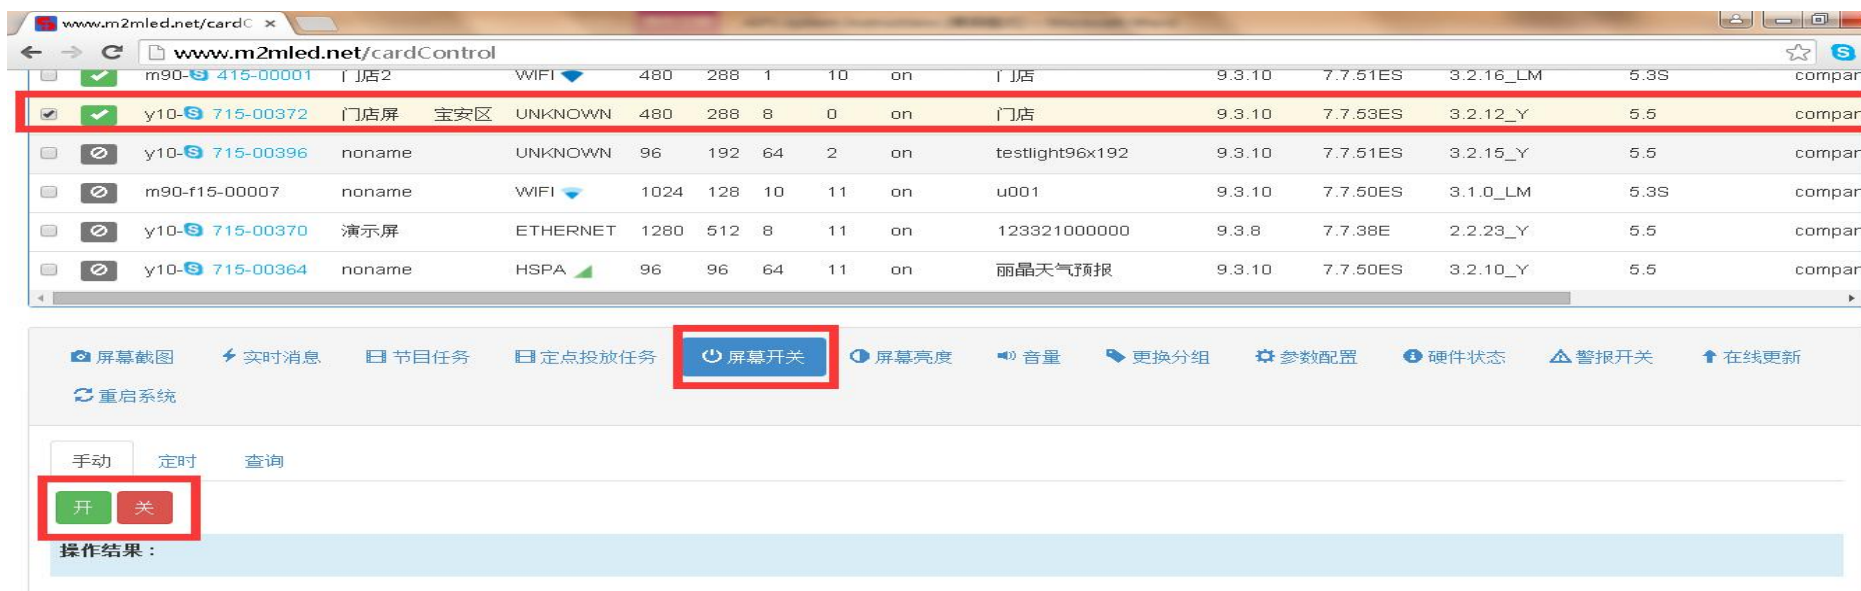 www.m2mled.net/cardC ×
www.m2mled.net/cardControl
m90- 415-00001 门店2 WIFI 480 288 1 10 on 门店 9.3.10 7.7.51ES 3.2.16_LM 5.3S compar
y10- 715-00372 门店屏 宝安区 UNKNOWN 480 288 8 0 on 门店 9.3.10 7.7.53ES 3.2.12_Y 5.5 compar
y10- 715-00396 noname UNKNOWN 96 192 64 2 on testlight96x192 9.3.10 7.7.51ES 3.2.15_Y 5.5 compar
m90-f15-00007 noname WIFI 1024 128 10 11 on u001 9.3.10 7.7.50ES 3.1.0_LM 5.3S compar
y10- 715-00370 演示屏 ETHERNET 1280 512 8 11 on 123321000000 9.3.8 7.7.38E 2.2.23_Y 5.5 compar
y10- 715-00364 noname HSPA 96 96 64 11 on 丽晶天气预报 9.3.10 7.7.50ES 3.2.10_Y 5.5 compar
屏幕截图 实时消息 节目任务 定点投放任务 屏幕开关 屏幕亮度 音量 更换分组 参数配置 硬件状态 警报开关 在线更新
重启系统
手动 定时 查询
开 关
操作结果：